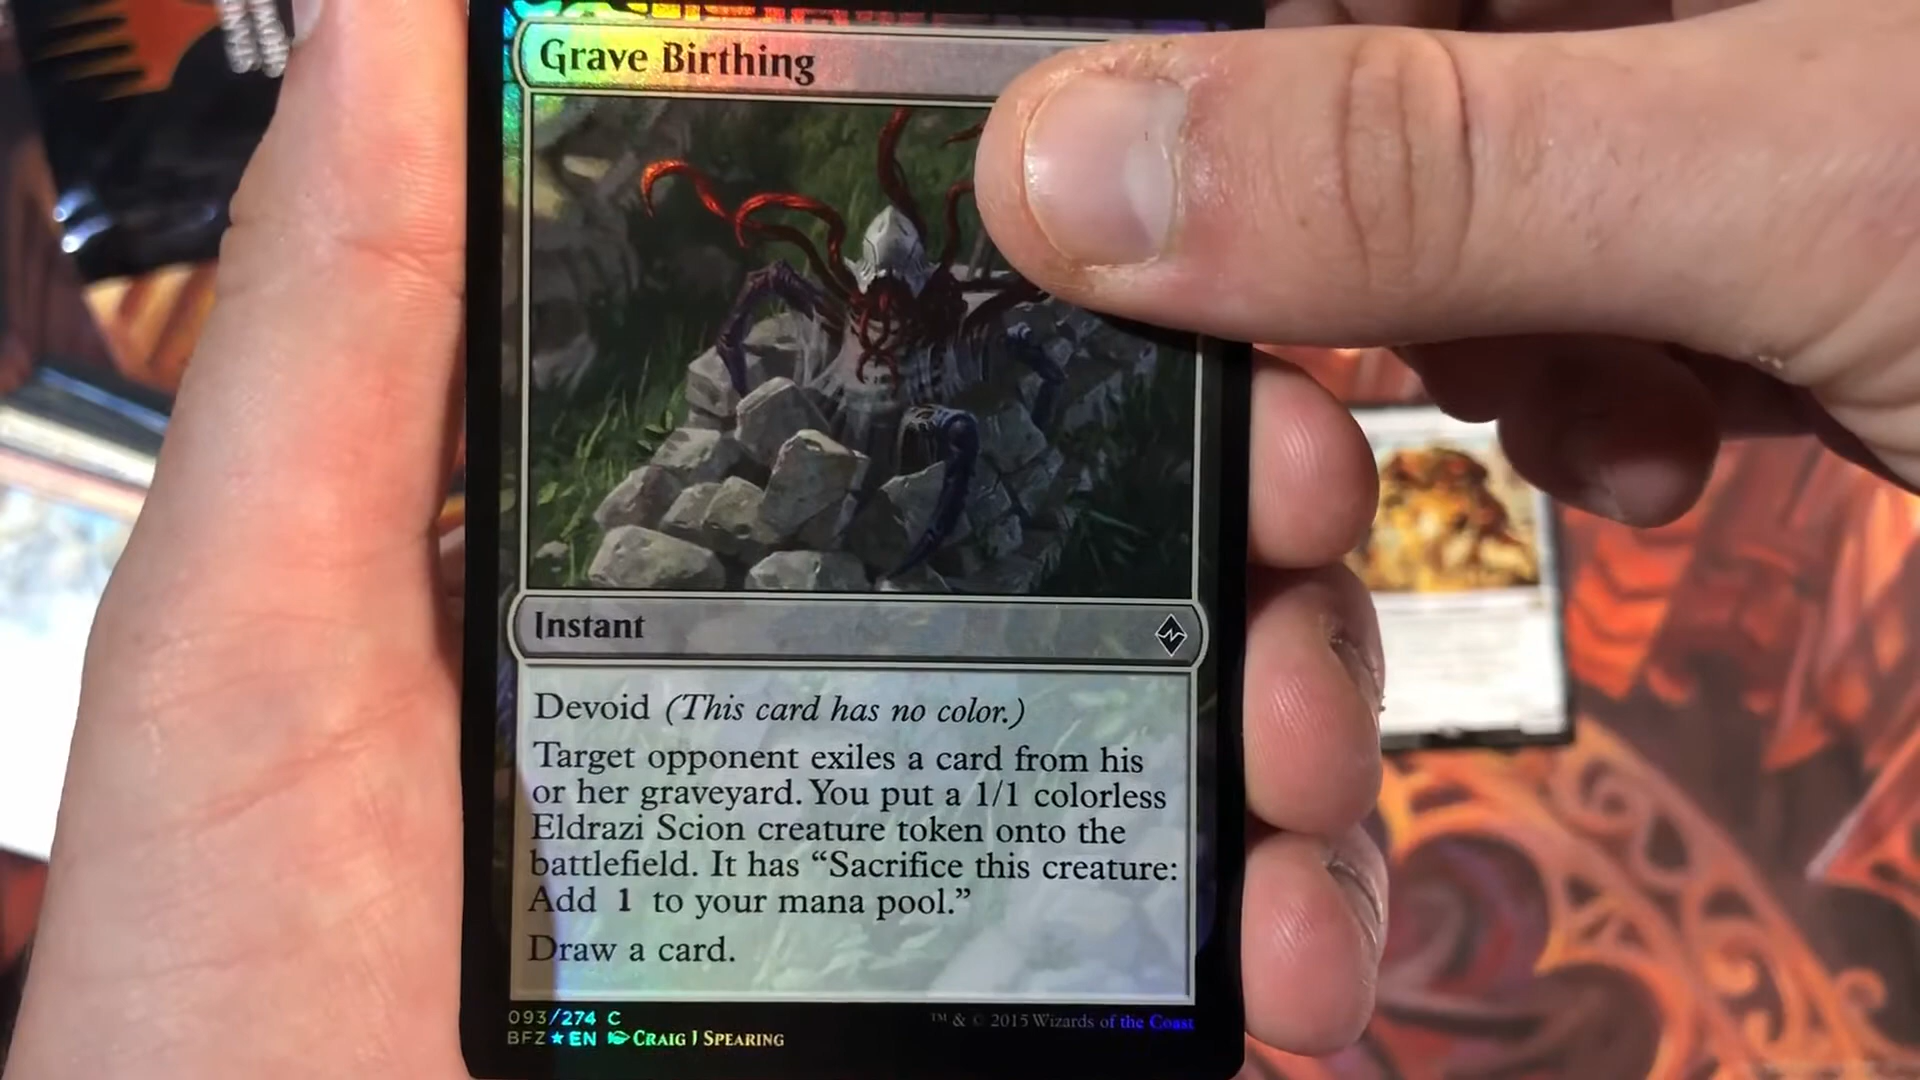 Grave Birthing
Instant
Devoid (This card has no color.)
Target opponent exiles a card from his
or her graveyard. You put a 1/1 colorless
Eldrazi Scion creature token onto the
battlefield. It has “Sacrifice this creature:
Add 1 to your mana pool.”
Draw a card.
093/274 C
™ & © 2015 Wizards of the Coast
BFZ★EN Craig J Spearing